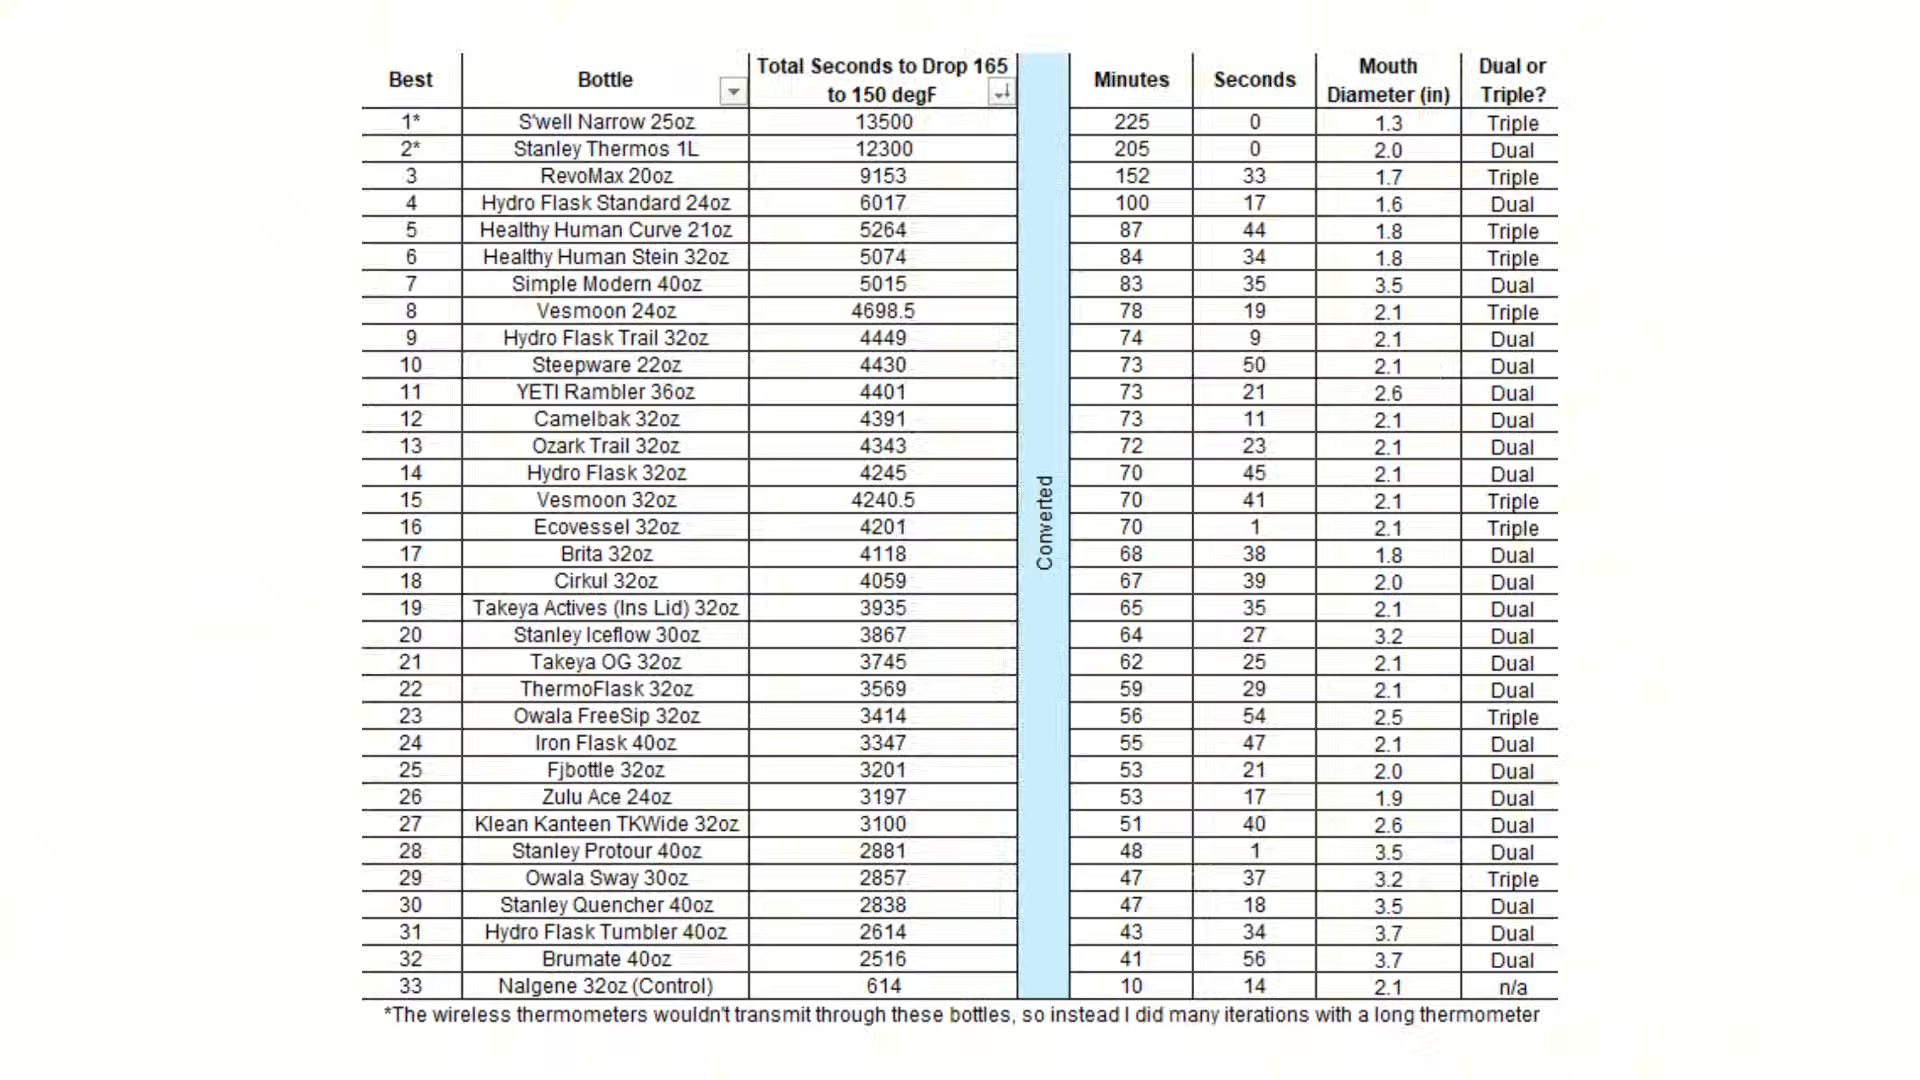 Best Bottle Total Seconds to Drop 165 to 150 degF Minutes Seconds Mouth Diameter (in) Dual or Triple?
1* S'well Narrow 25oz 13500 225 0 1.3 Triple
2* Stanley Thermos 1L 12300 205 0 2.0 Dual
3 RevoMax 20oz 9153 152 33 1.7 Triple
4 Hydro Flask Standard 24oz 6017 100 17 1.6 Dual
5 Healthy Human Curve 21oz 5264 87 44 1.8 Triple
6 Healthy Human Stein 32oz 5074 84 34 1.8 Triple
7 Simple Modern 40oz 5015 83 35 3.5 Dual
8 Vesmoon 24oz 4698.5 78 19 2.1 Triple
9 Hydro Flask Trail 32oz 4449 74 9 2.1 Dual
10 Steepware 22oz 4430 73 50 2.1 Dual
11 YETI Rambler 36oz 4401 73 21 2.6 Dual
12 Camelbak 32oz 4391 73 11 2.1 Dual
13 Ozark Trail 32oz 4343 72 23 2.1 Dual
14 Hydro Flask 32oz 4245 70 45 2.1 Dual
15 Vesmoon 32oz 4240.5 70 41 2.1 Triple
16 Ecovessel 32oz 4201 70 1 2.1 Triple
Converted
17 Brita 32oz 4118 68 38 1.8 Dual
18 Cirkul 32oz 4059 67 39 2.0 Dual
19 Takeya Actives (Ins Lid) 32oz 3935 65 35 2.1 Dual
20 Stanley Iceflow 30oz 3867 64 27 3.2 Dual
21 Takeya OG 32oz 3745 62 25 2.1 Dual
22 ThermoFlask 32oz 3569 59 29 2.1 Dual
23 Owala FreeSip 32oz 3414 56 54 2.5 Triple
24 Iron Flask 40oz 3347 55 47 2.1 Dual
25 Fjbottle 32oz 3201 53 21 2.0 Dual
26 Zulu Ace 24oz 3197 53 17 1.9 Dual
27 Klean Kanteen TKWide 32oz 3100 51 40 2.6 Dual
28 Stanley Protour 40oz 2881 48 1 3.5 Dual
29 Owala Sway 30oz 2857 47 37 3.2 Triple
30 Stanley Quencher 40oz 2838 47 18 3.5 Dual
31 Hydro Flask Tumbler 40oz 2614 43 34 3.7 Dual
32 Brumate 40oz 2516 41 56 3.7 Dual
33 Nalgene 32oz (Control) 614 10 14 2.1 n/a
*The wireless thermometers wouldn't transmit through these bottles, so instead I did many iterations with a long thermometer